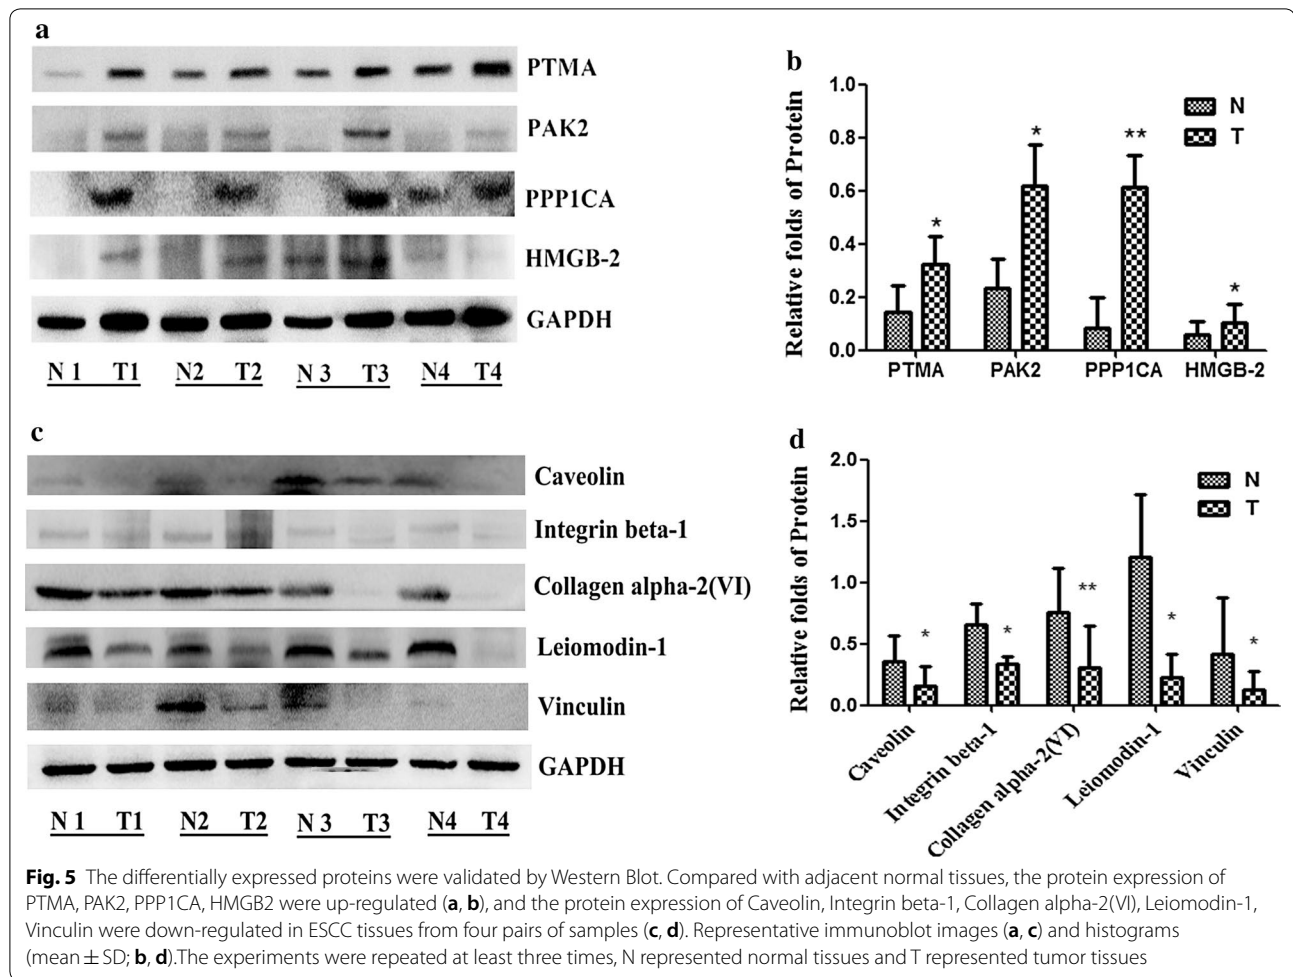 a
PTMA
PAK2
PPP1CA
HMGB-2
GAPDH
N 1 T1 N2 T2 N 3 T3 N4 T4
b
Relative folds of Protein
1.0
0.8
0.6
0.4
0.2
0.0
N
T
* * ** *
PTMA PAK2 PPP1CA HMGB-2
c
Caveolin
Integrin beta-1
Collagen alpha-2(VI)
Leiomodin-1
Vinculin
GAPDH
N 1 T1 N2 T2 N 3 T3 N4 T4
d
Relative folds of Protein
2.0
1.5
1.0
0.5
0.0
N
T
* * ** * *
Caveolin
Integrin beta-1
Collagen alpha-2(VI)
Leiomodin-1
Vinculin
Fig. 5 The differentially expressed proteins were validated by Western Blot. Compared with adjacent normal tissues, the protein expression of
PTMA, PAK2, PPP1CA, HMGB2 were up-regulated (a, b), and the protein expression of Caveolin, Integrin beta-1, Collagen alpha-2(VI), Leiomodin-1,
Vinculin were down-regulated in ESCC tissues from four pairs of samples (c, d). Representative immunoblot images (a, c) and histograms
(mean ± SD; b, d).The experiments were repeated at least three times, N represented normal tissues and T represented tumor tissues